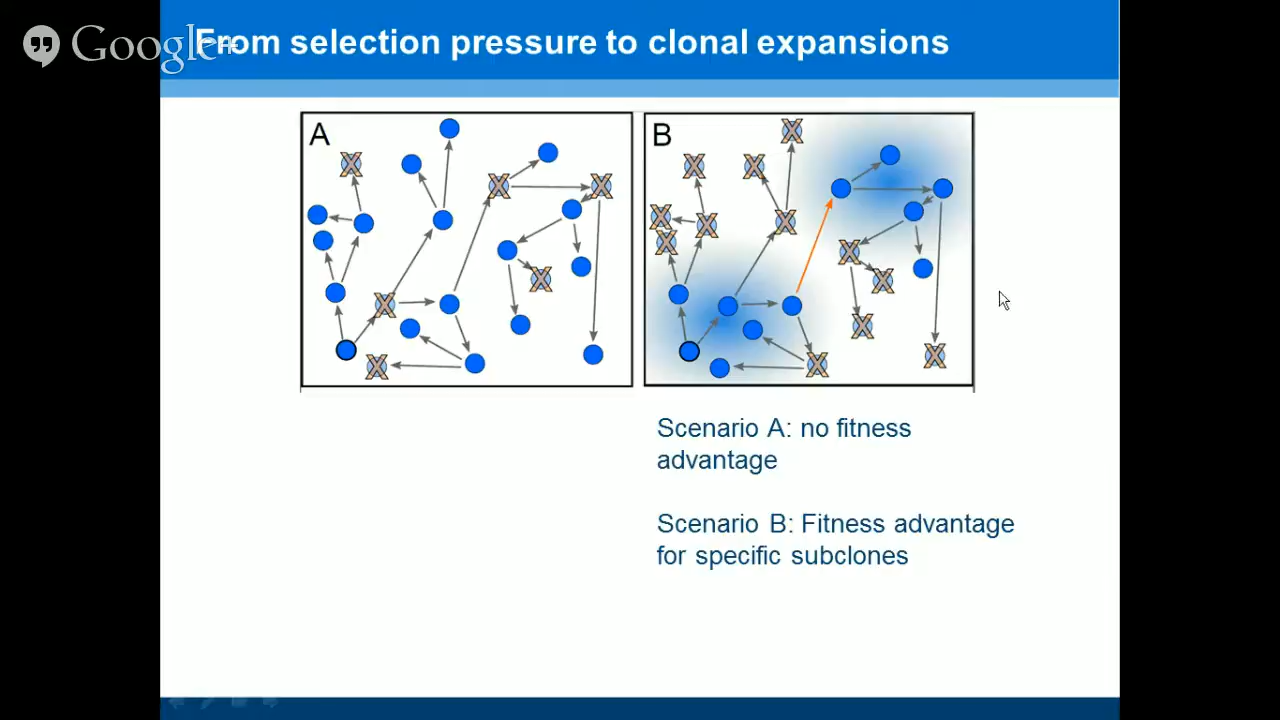 Google+
From selection pressure to clonal expansions
A
B
Scenario A: no fitness
advantage
Scenario B: Fitness advantage
for specific subclones